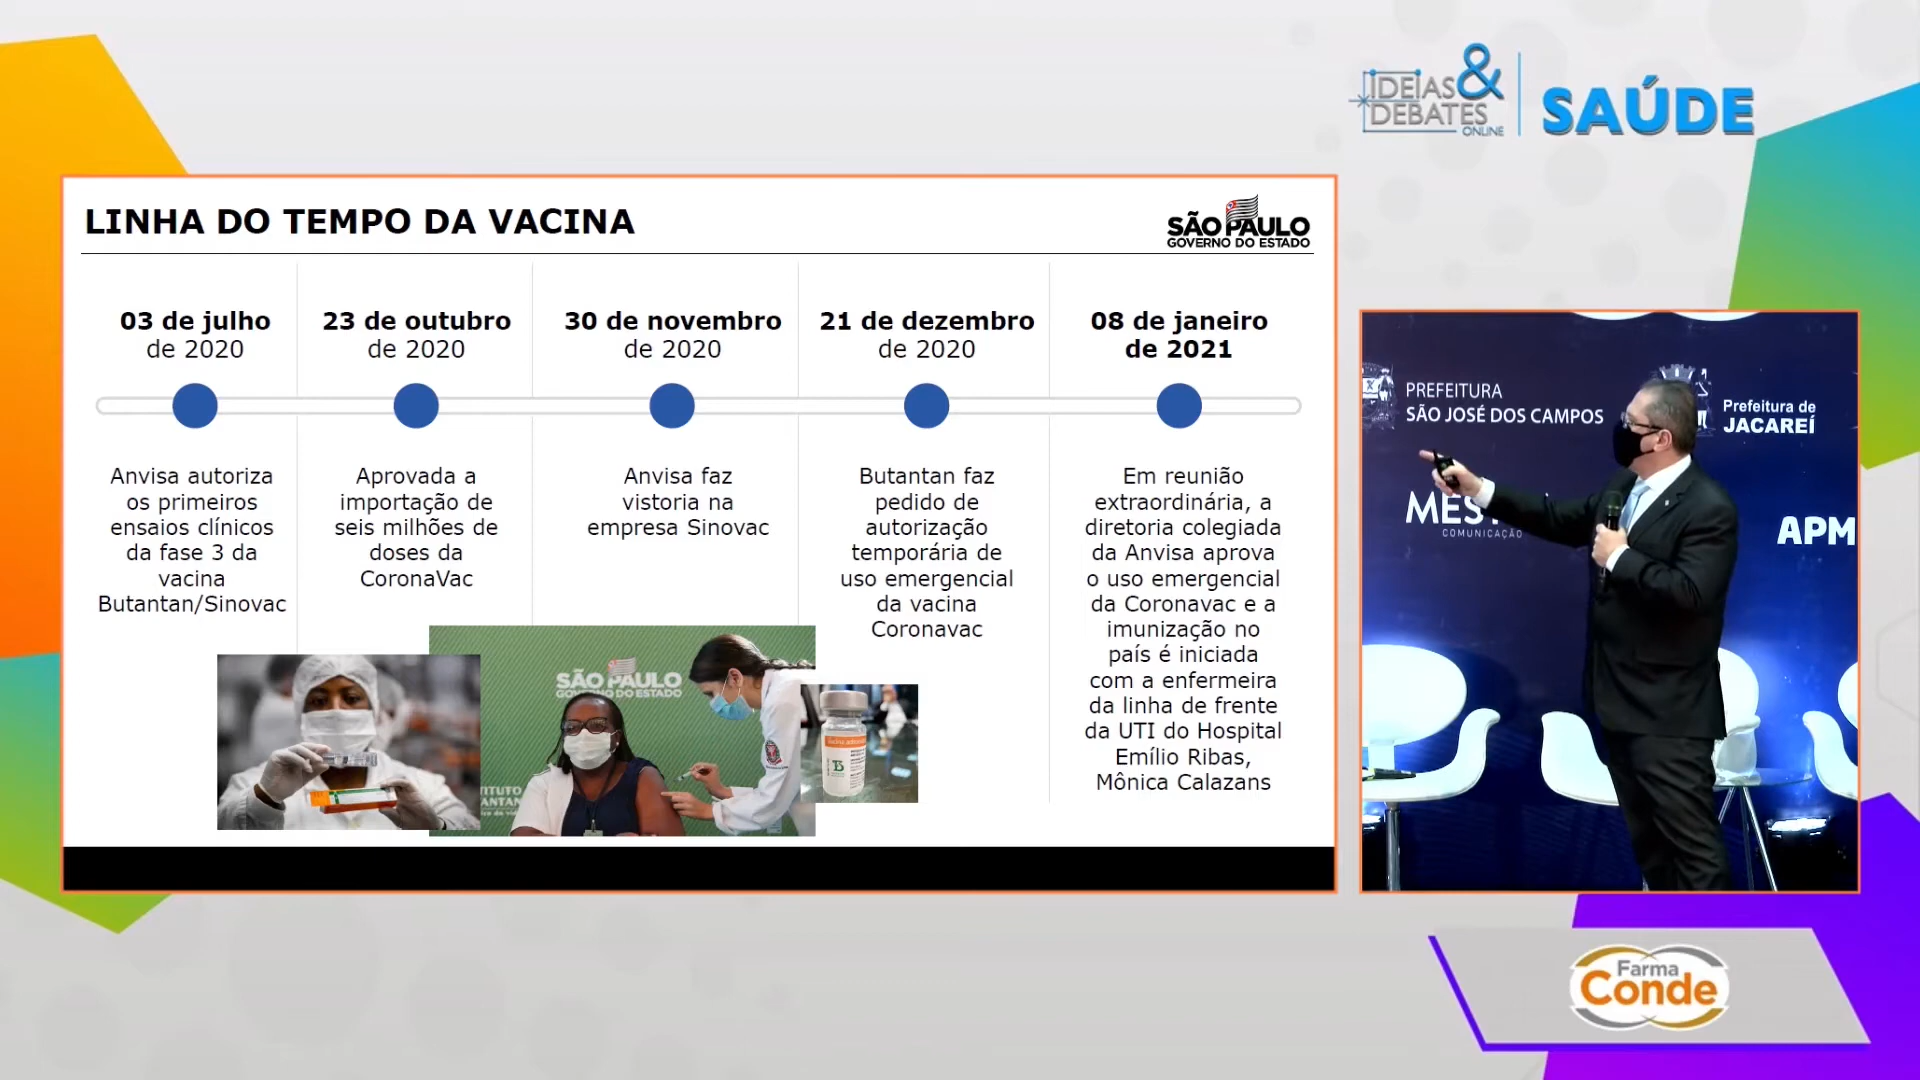 IDEIAS &
DEBATES
ONLINE
SAÚDE
LINHA DO TEMPO DA VACINA
SÃO PAULO
GOVERNO DO ESTADO
03 de julho
de 2020
23 de outubro
de 2020
30 de novembro
de 2020
21 de dezembro
de 2020
08 de janeiro
de 2021
Anvisa autoriza
os primeiros
ensaios clínicos
da fase 3 da
vacina
Butantan/Sinovac
Aprovada a
importação de
seis milhões de
doses da
CoronaVac
Anvisa faz
vistoria na
empresa Sinovac
Butantan faz
pedido de
autorização
temporária de
uso emergencial
da vacina
Coronavac
Em reunião
extraordinária, a
diretoria colegiada
da Anvisa aprova
o uso emergencial
da Coronavac e a
imunização no
país é iniciada
com a enfermeira
da linha de frente
da UTI do Hospital
Emílio Ribas,
Mônica Calazans
SÃO PAULO
GOVERNO DO ESTADO
PREFEITURA
SÃO JOSÉ DOS CAMPOS
Prefeitura de
JACAREÍ
MES
COMUNICAÇÃO
APM
Farma
Conde